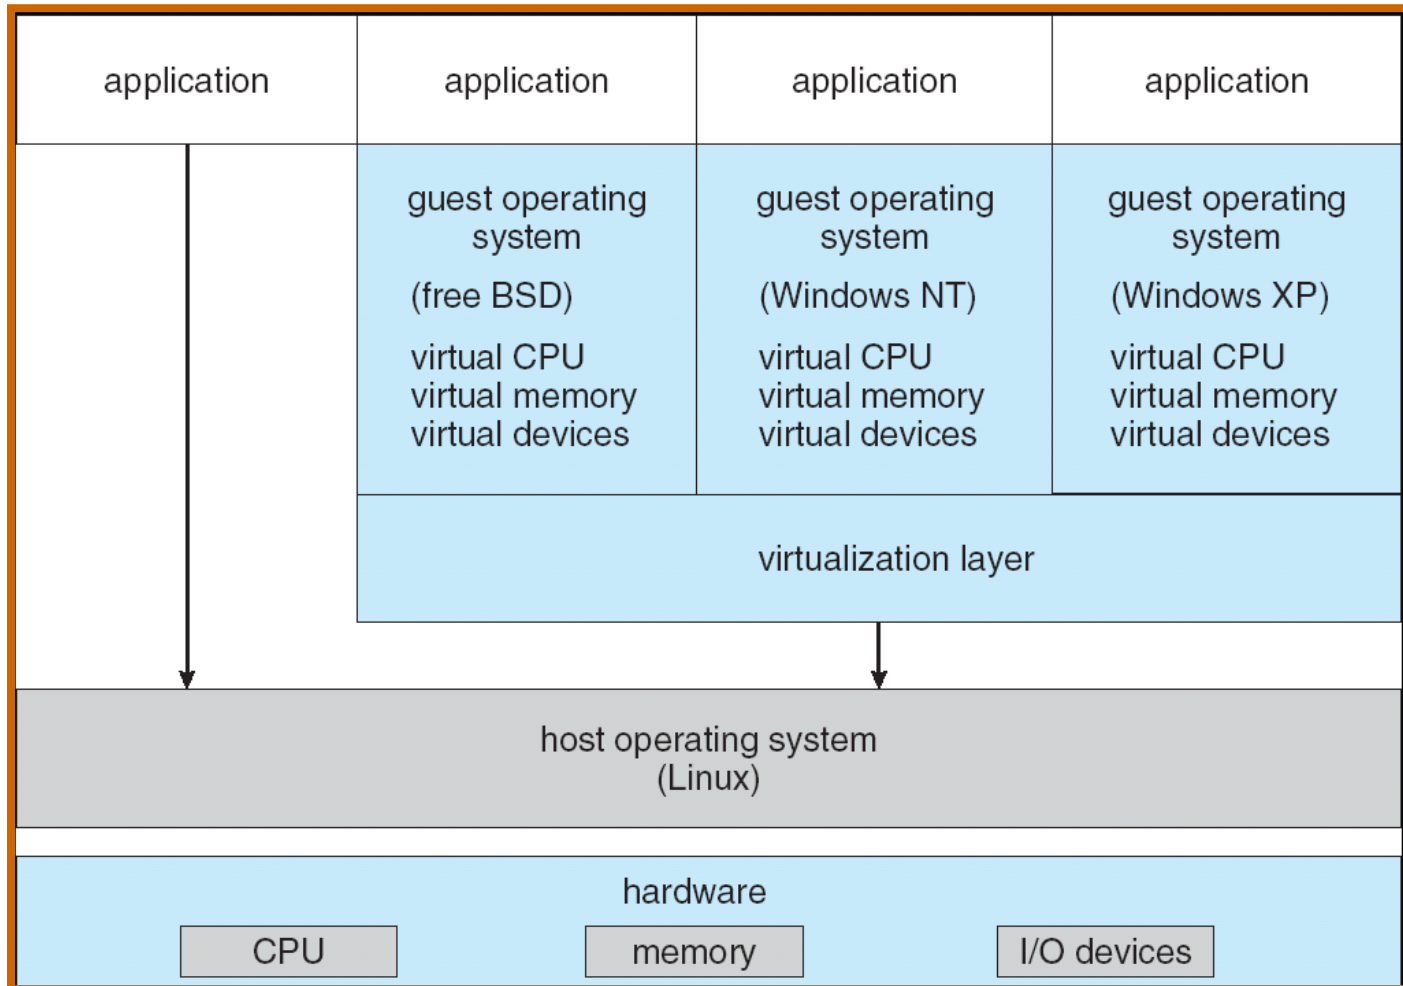 application
application
application
application
guest operating
system
(free BSD)
virtual CPU
virtual memory
virtual devices
guest operating
system
(Windows NT)
virtual CPU
virtual memory
virtual devices
guest operating
system
(Windows XP)
virtual CPU
virtual memory
virtual devices
virtualization layer
host operating system
(Linux)
hardware
CPU
memory
I/O devices